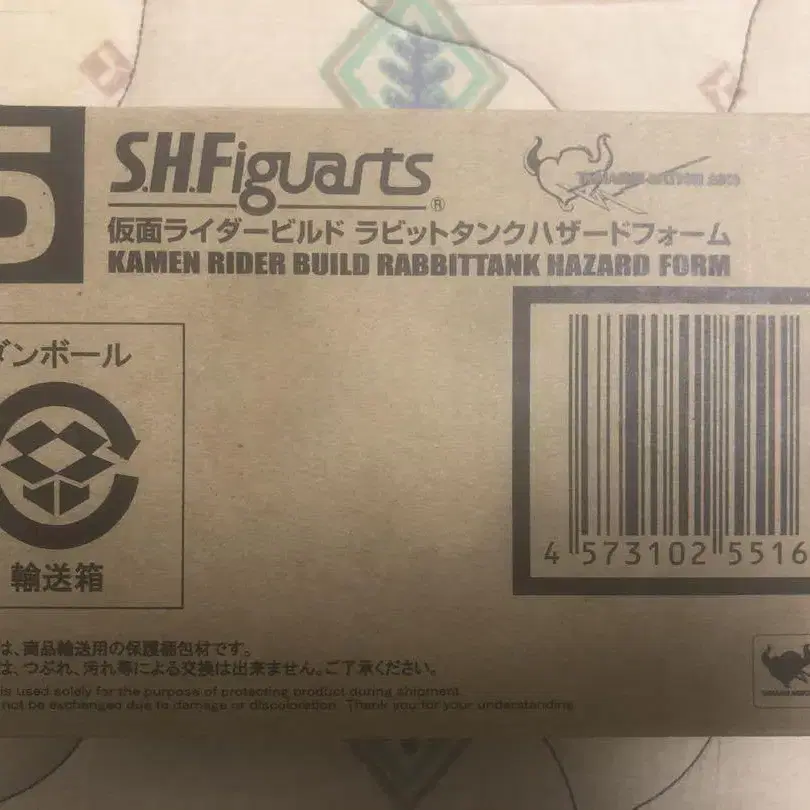 5
S.H.Figuarts®
仮面ライダービルド ラビットタンクハザードフォーム
KAMEN RIDER BUILD RABBITTANK HAZARD FORM
ダンボール
輸送箱
4 573102 5516
は、商品輸送用の保護梱包材です。
は、つぶれ、汚れ等による交換は出来ません。ご了承ください。
is used solely for the purpose of protecting product during shipment.
not be exchanged due to damage or discoloration. Thank you for your understanding.